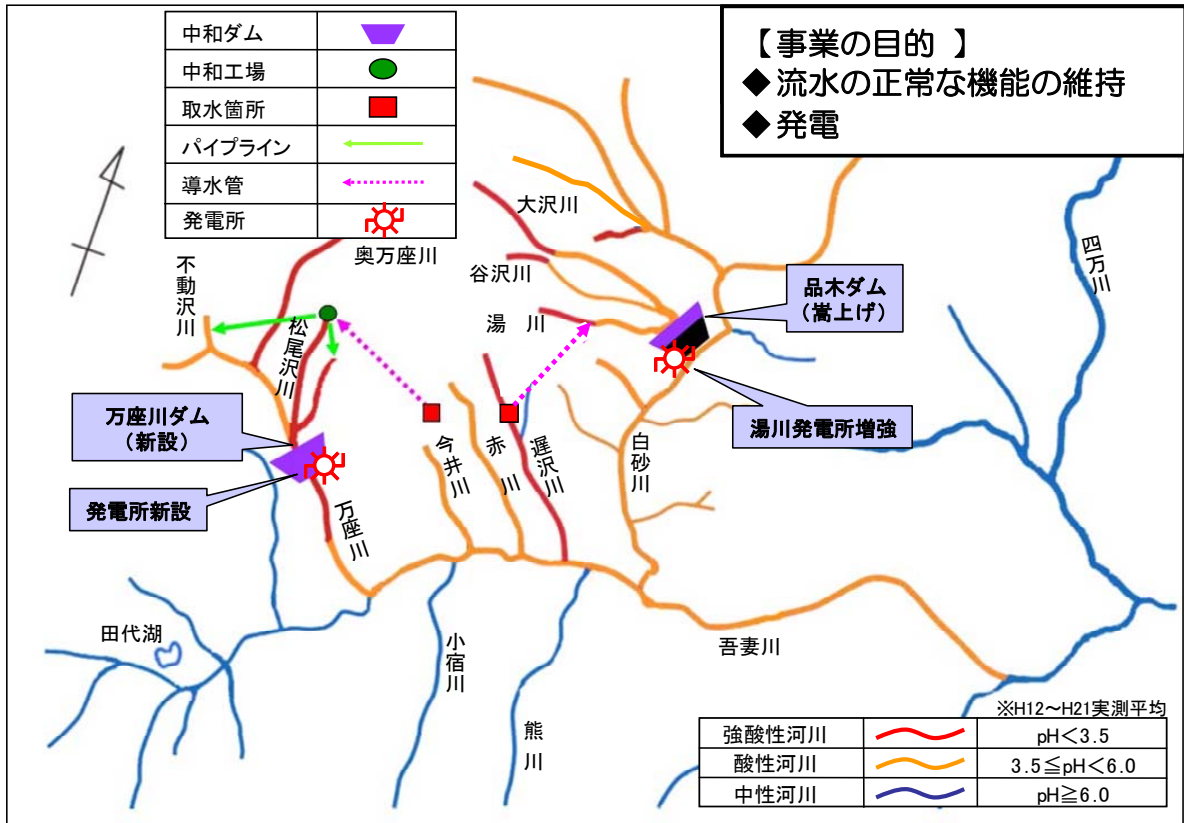 中和ダム
中和工場
取水箇所
パイプライン
導水管
発電所
【事業の目的 】
◆流水の正常な機能の維持
◆発電
奥万座川
不動沢川
松尾沢川
大沢川
谷沢川
湯川
四万川
品木ダム
（嵩上げ）
湯川発電所増強
万座川ダム
（新設）
発電所新設
万座川
今井川
赤川
遅沢川
白砂川
田代湖
小宿川
熊川
吾妻川
※H12～H21実測平均
強酸性河川 pH＜3.5
酸性河川 3.5≦pH＜6.0
中性河川 pH≧6.0